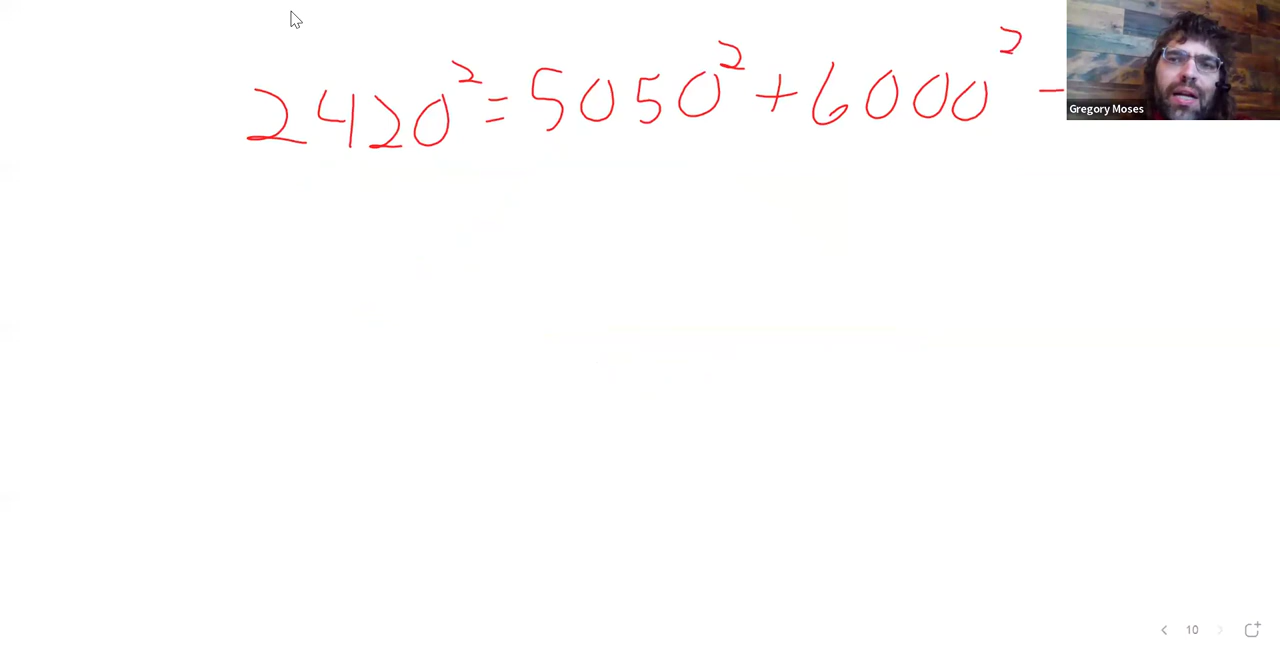 2420² = 5050² + 6000² -
Gregory Moses
10